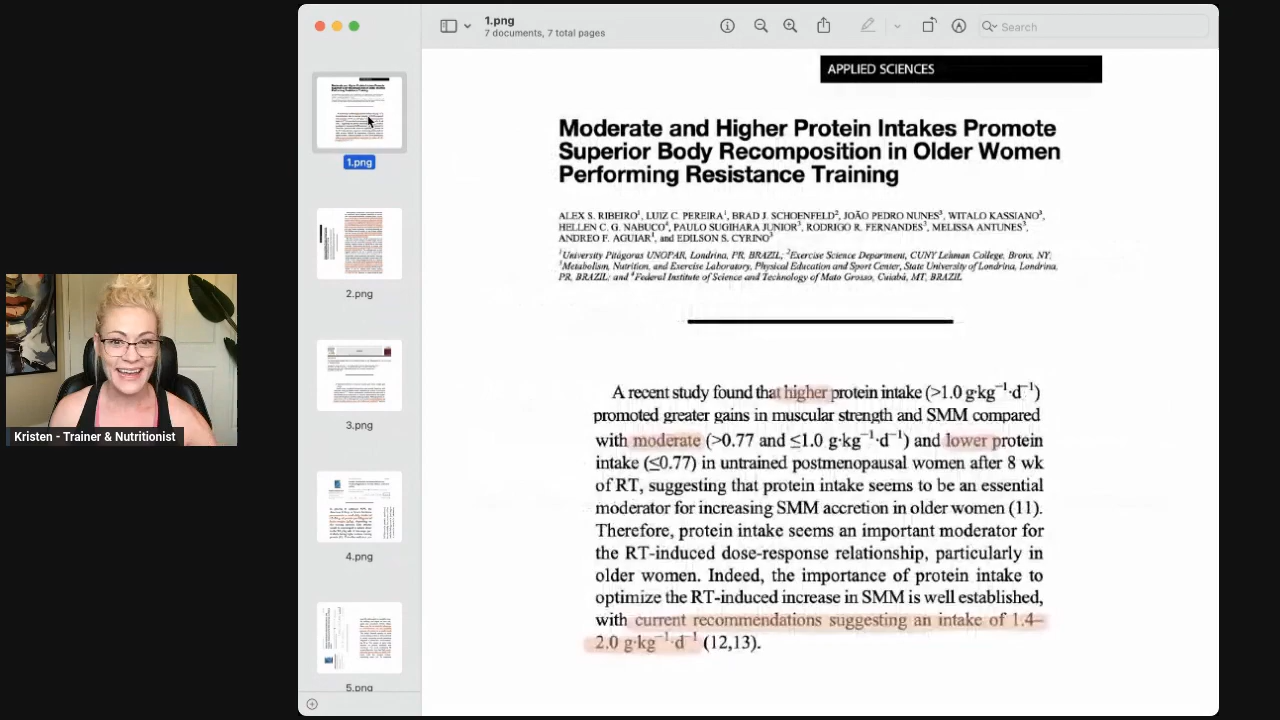 1.png
7 documents, 7 total pages
Search
1.png
2.png
3.png
4.png
5.png
Kristen - Trainer & Nutritionist
APPLIED SCIENCES
Moderate and Higher Protein Intakes Promote
Superior Body Recomposition in Older Women
Performing Resistance Training
ALEX S. RIBEIRO¹, LUIZ C. PEREIRA¹, BRAD J. SCHOENFELD², JOÃO PEDRO NUNES³, WITALO KASSIANO³,
HELLEN C. G. NABUCO⁴, PAULO SUGIHARA JUNIOR³, RODRIGO R. FERNANDES³, MELISSA ANTUNES³,
ANDREO F. AGUIAR¹, and EDILSON S. CYRINO³
¹University Pitágoras UNOPAR, Londrina, PR, BRAZIL; ²Exercise Science Department, CUNY Lehman College, Bronx, NY;
³Metabolism, Nutrition, and Exercise Laboratory, Physical Education and Sport Center, State University of Londrina, Londrina,
PR, BRAZIL; and ⁴Federal Institute of Science and Technology of Mato Grosso, Cuiabá, MT, BRAZIL
A recent study found that higher protein intake (>1.0 g·kg⁻¹·d⁻¹)
promoted greater gains in muscular strength and SMM compared
with moderate (>0.77 and ≤1.0 g·kg⁻¹·d⁻¹) and lower protein
intake (≤0.77) in untrained postmenopausal women after 8 wk
of RT, suggesting that protein intake seems to be an essential
moderator for increasing SMM accretion in older women (11).
Therefore, protein intake seems an important moderator for
the RT-induced dose-response relationship, particularly in
older women. Indeed, the importance of protein intake to
optimize the RT-induced increase in SMM is well established,
with current recommendations suggesting an intake of 1.4–
2.0 g·kg⁻¹·d⁻¹ (12,13).